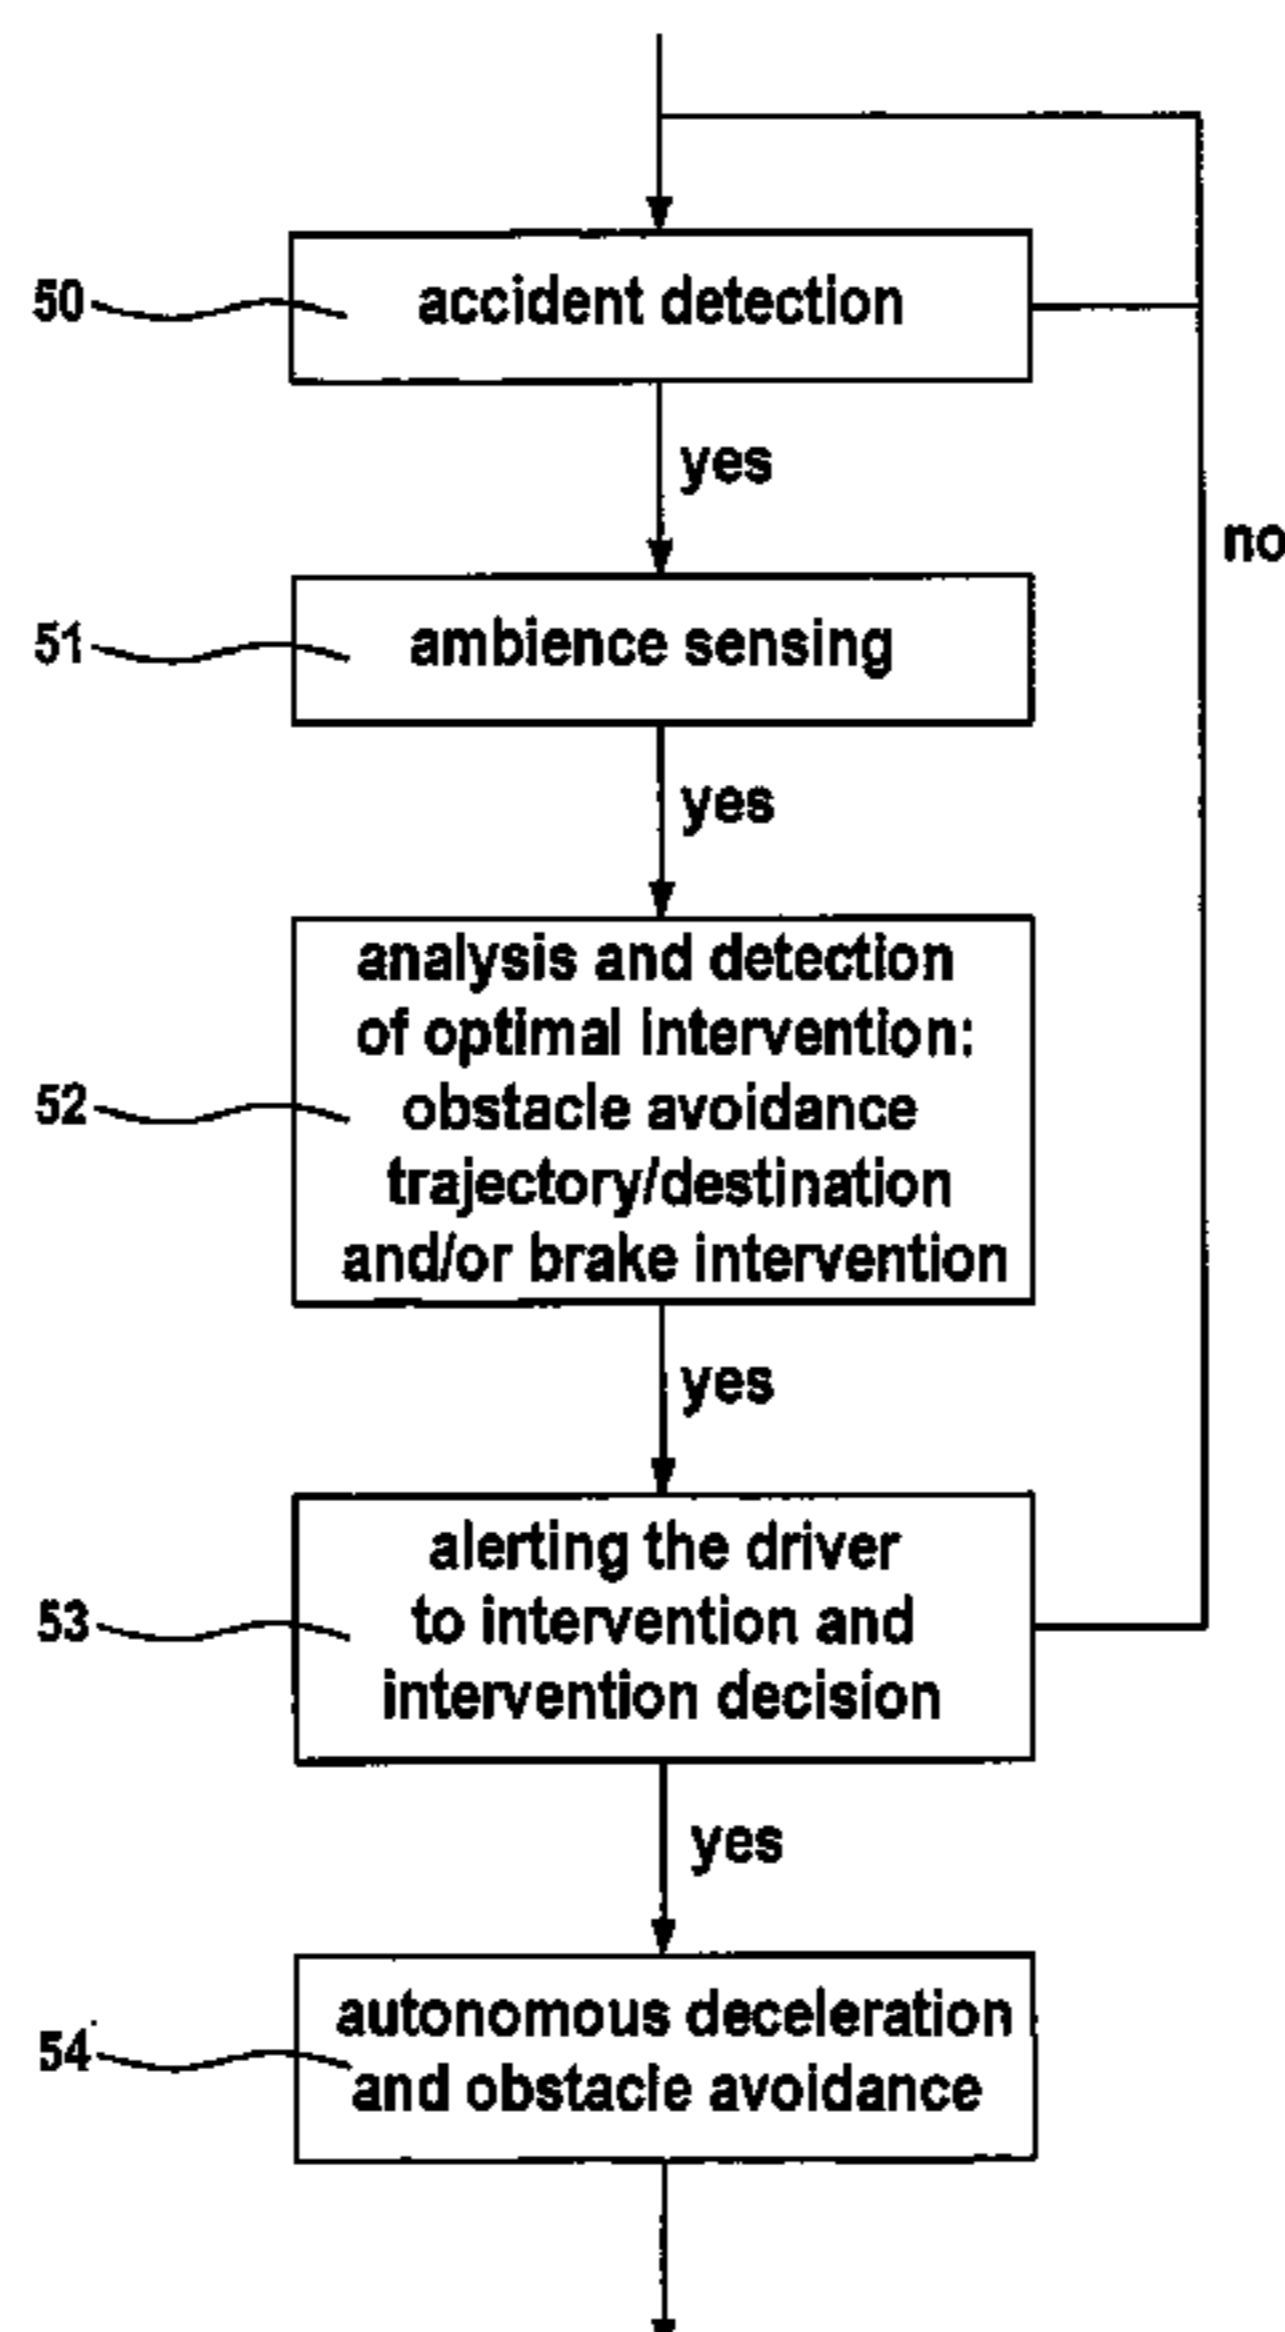 50
accident detection
yes
no
51
ambience sensing
yes
52
analysis and detection
of optimal intervention:
obstacle avoidance
trajectory/destination
and/or brake intervention
yes
53
alerting the driver
to intervention and
intervention decision
yes
54
autonomous deceleration
and obstacle avoidance